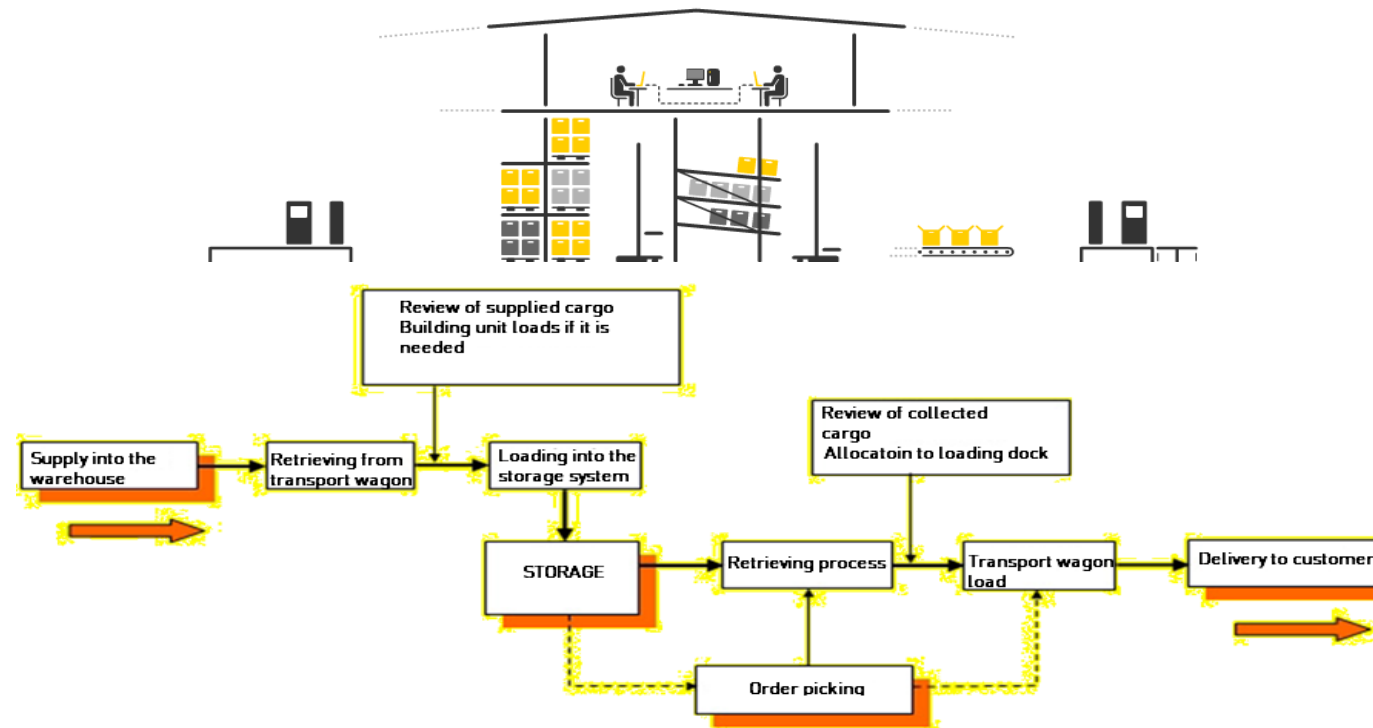 Review of supplied cargo
Building unit loads if it is
needed
Review of collected
cargo
Allocatoin to loading dock
Supply into the
warehouse
Retrieving from
transport wagon
Loading into the
storage system
STORAGE
Retrieving process
Transport wagon
load
Delivery to customer
Order picking